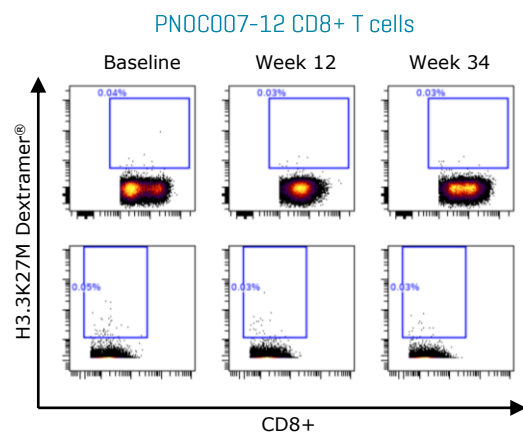 PNOC007-12 CD8+ T cells
Baseline Week 12 Week 34
0.04% 0.03% 0.03%
H3.3K27M Dextramer®
0.05% 0.03% 0.03%
CD8+